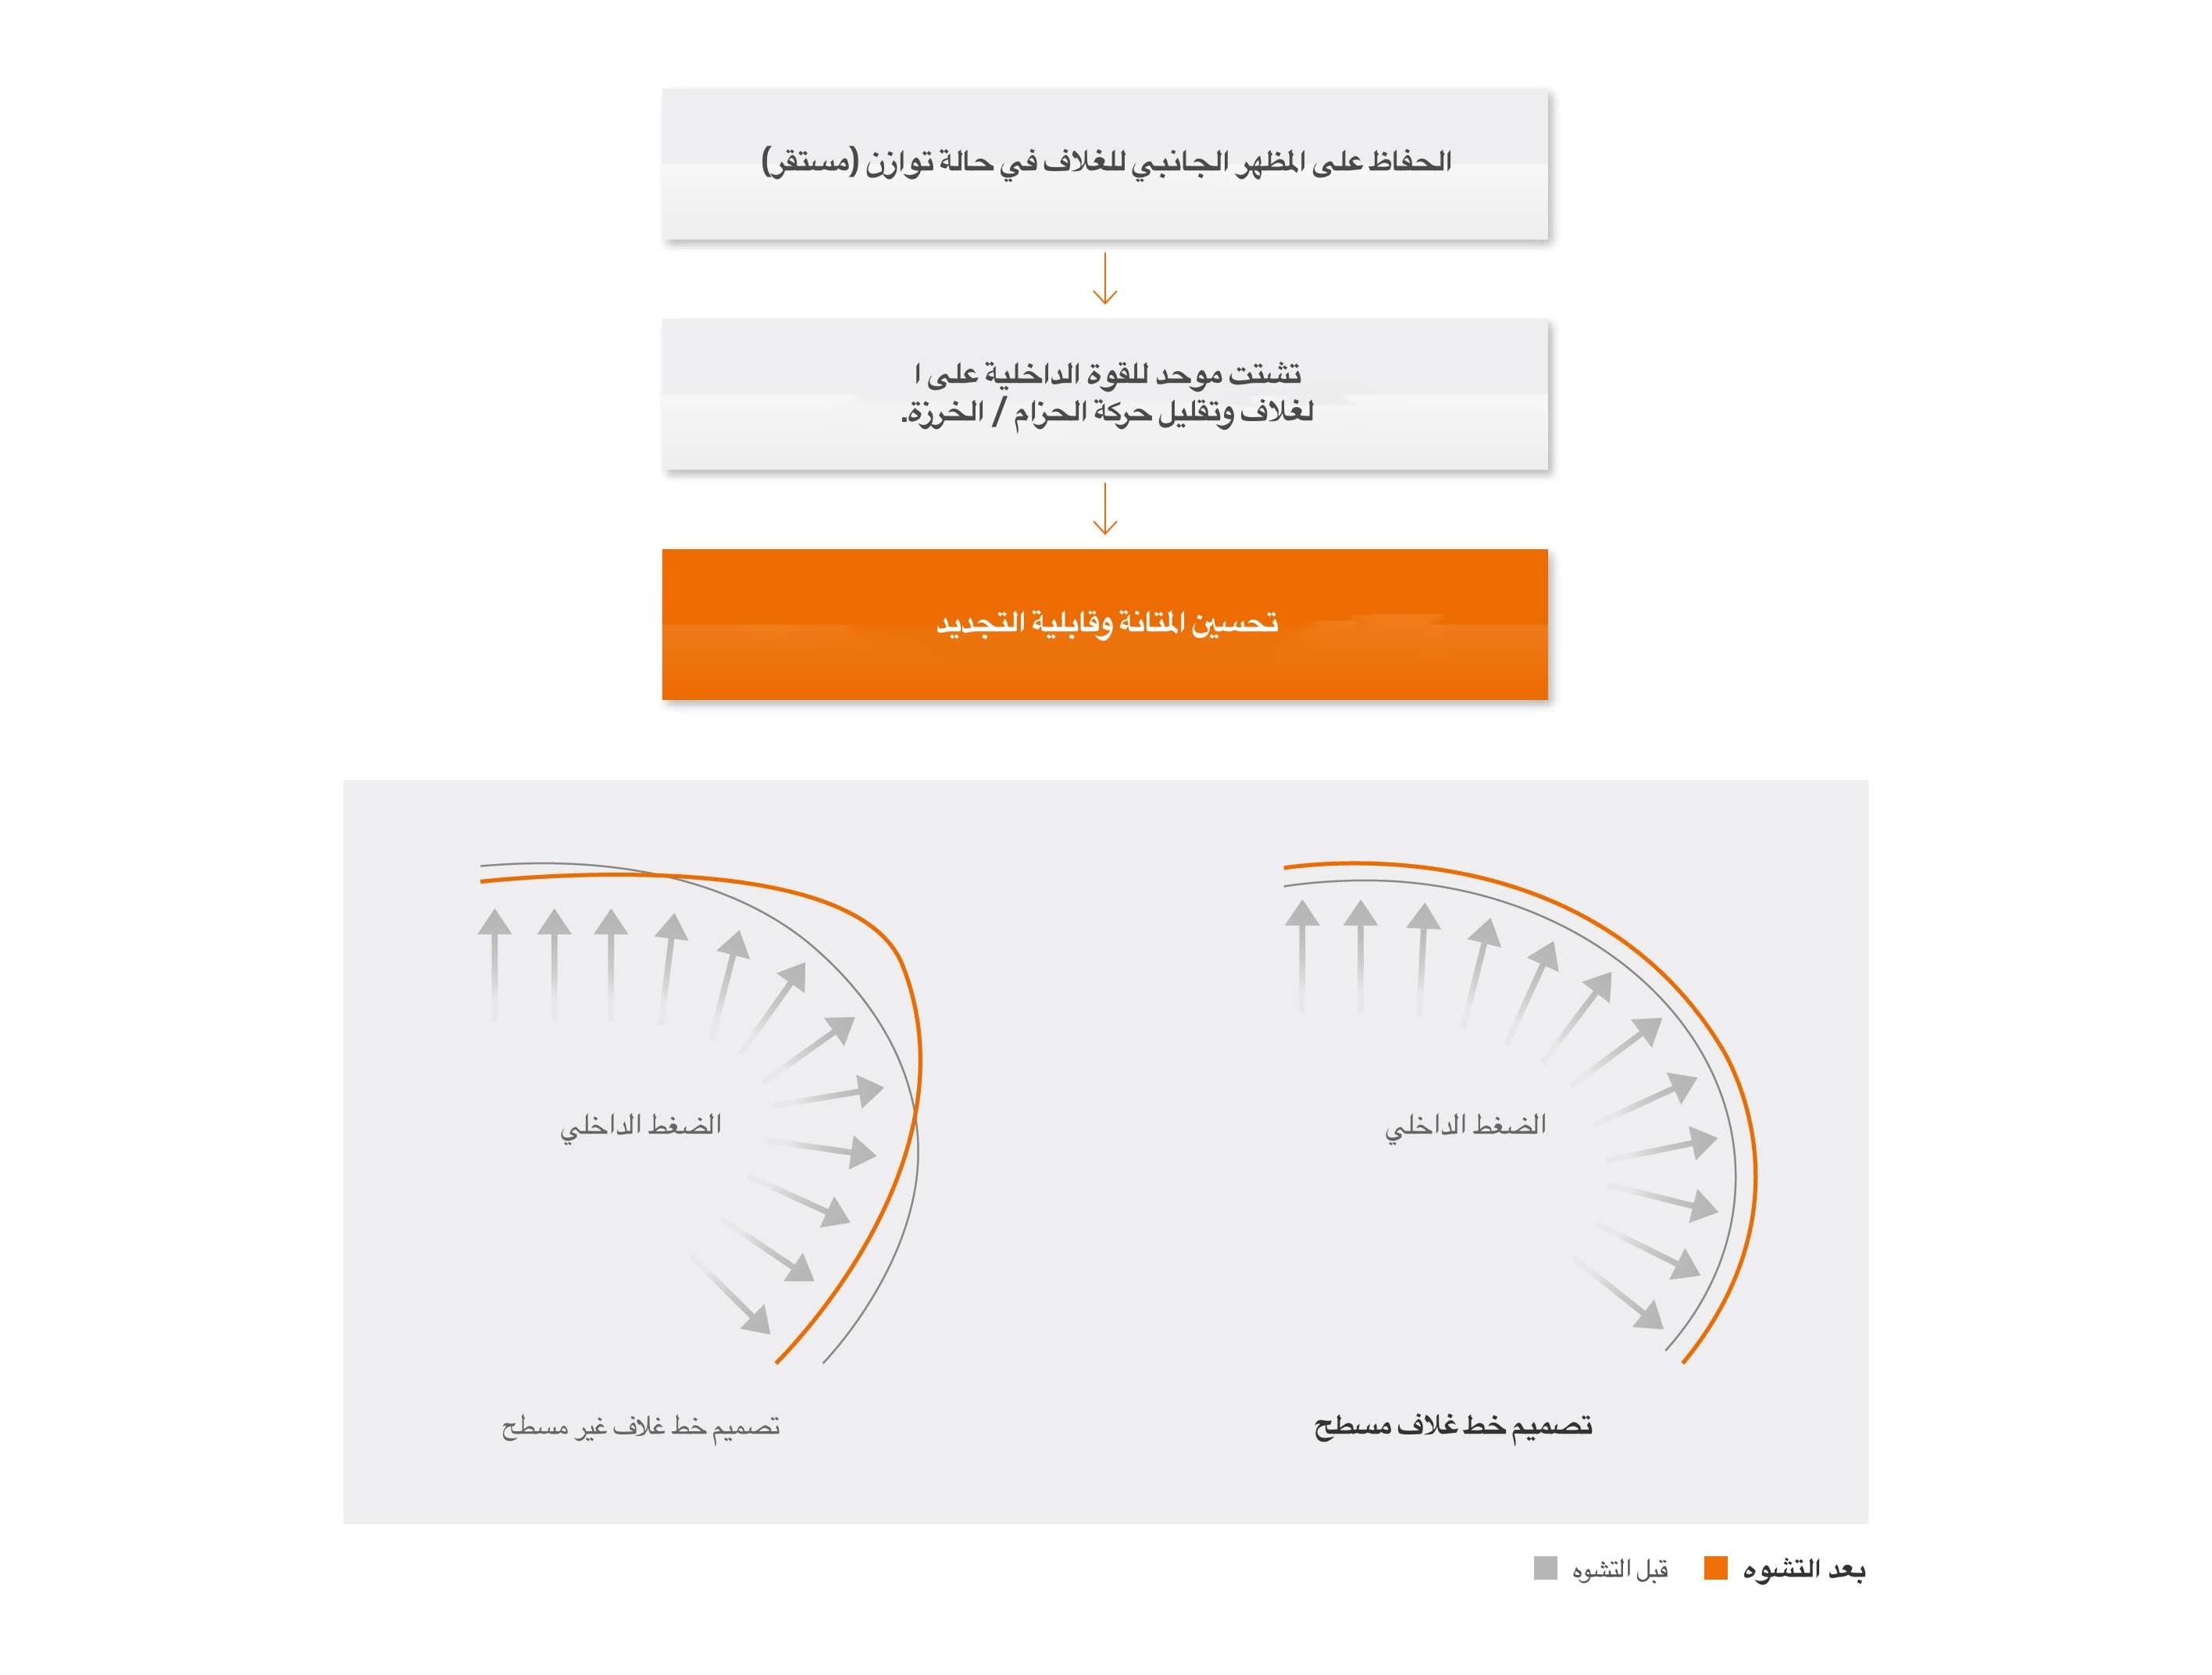 الحفاظ على المظهر الجانبي للغلاف في حالة توازن (مستقر)
تشتت موحد للقوة الداخلية على ا
لغلاف وتقليل حركة الحزام / الخرزة.
تحسين المتانة وقابلية التجديد
الضغط الداخلي
الضغط الداخلي
تصميم خط غلاف مسطح
تصميم خط غلاف غير مسطح
بعد التشوه
قبل التشوه